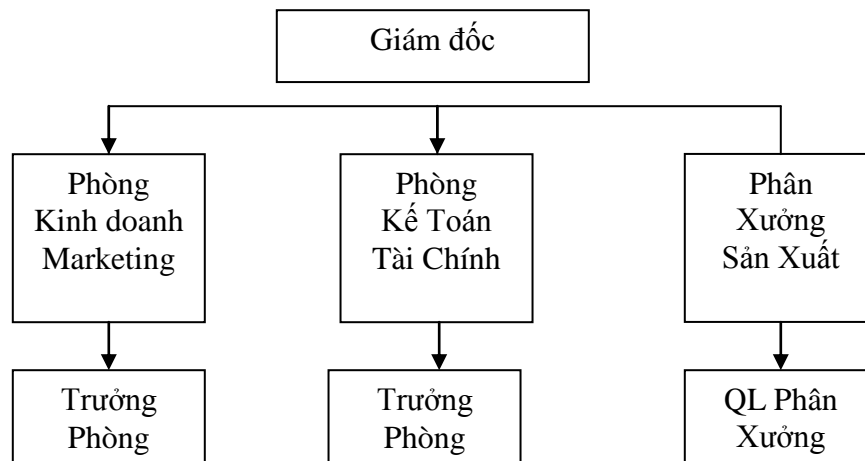 Giám đốc
Phòng
Kinh doanh
Marketing
Phòng
Kế Toán
Tài Chính
Phân
Xưởng
Sản Xuất
Trưởng
Phòng
Trưởng
Phòng
QL Phân
Xưởng